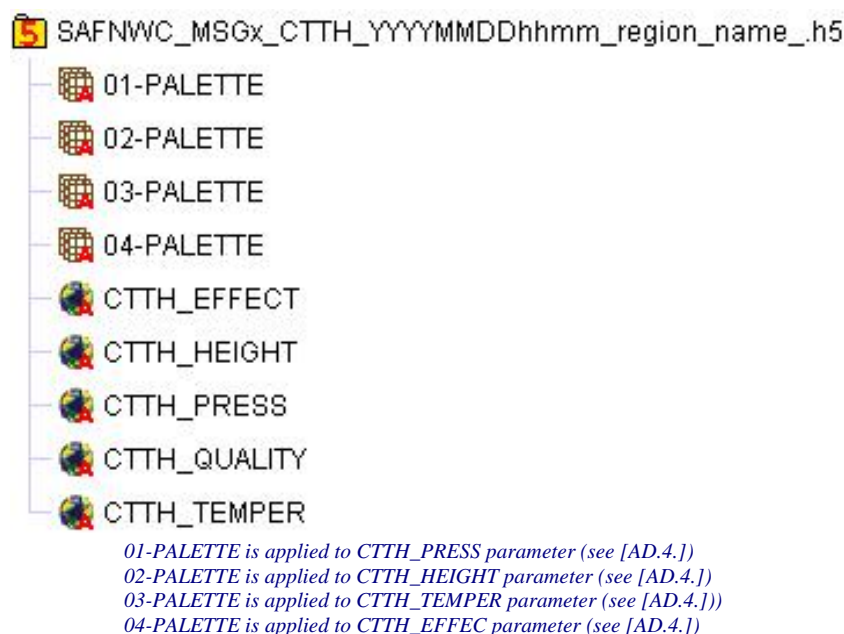 SAFNWC_MSGx_CTTH_YYYYMMDDhhmm_region_name_.h5
01-PALETTE
02-PALETTE
03-PALETTE
04-PALETTE
CTTH_EFFECT
CTTH_HEIGHT
CTTH_PRESS
CTTH_QUALITY
CTTH_TEMPER
01-PALETTE is applied to CTTH_PRESS parameter (see [AD.4.])
02-PALETTE is applied to CTTH_HEIGHT parameter (see [AD.4.])
03-PALETTE is applied to CTTH_TEMPER parameter (see [AD.4.]))
04-PALETTE is applied to CTTH_EFFEC parameter (see [AD.4.])